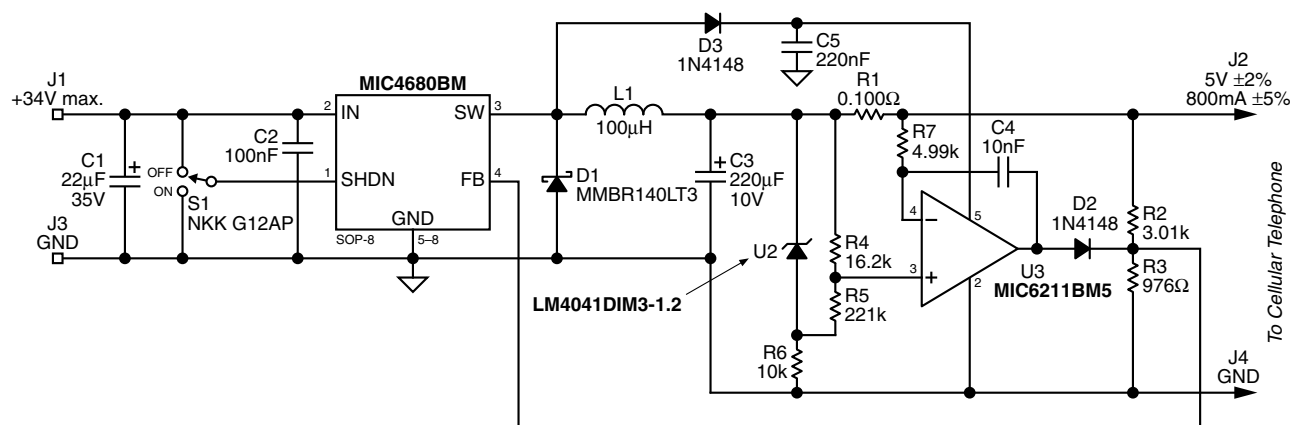 J1
+34V max.
C1
22µF
35V
J3
GND
OFF
ON
S1
NKK G12AP
C2
100nF
MIC4680BM
2
IN
SW
3
1
SHDN
FB
4
GND
SOP-8
5–8
D3
1N4148
C5
220nF
L1
100µH
D1
MMBR140LT3
C3
220µF
10V
R1
0.100Ω
J2
5V ±2%
800mA ±5%
R7
4.99k
C4
10nF
U2
LM4041DIM3-1.2
R4
16.2k
R5
221k
R6
10k
4
5
3
2
U3
MIC6211BM5
D2
1N4148
R2
3.01k
R3
976Ω
J4
GND
To Cellular Telephone